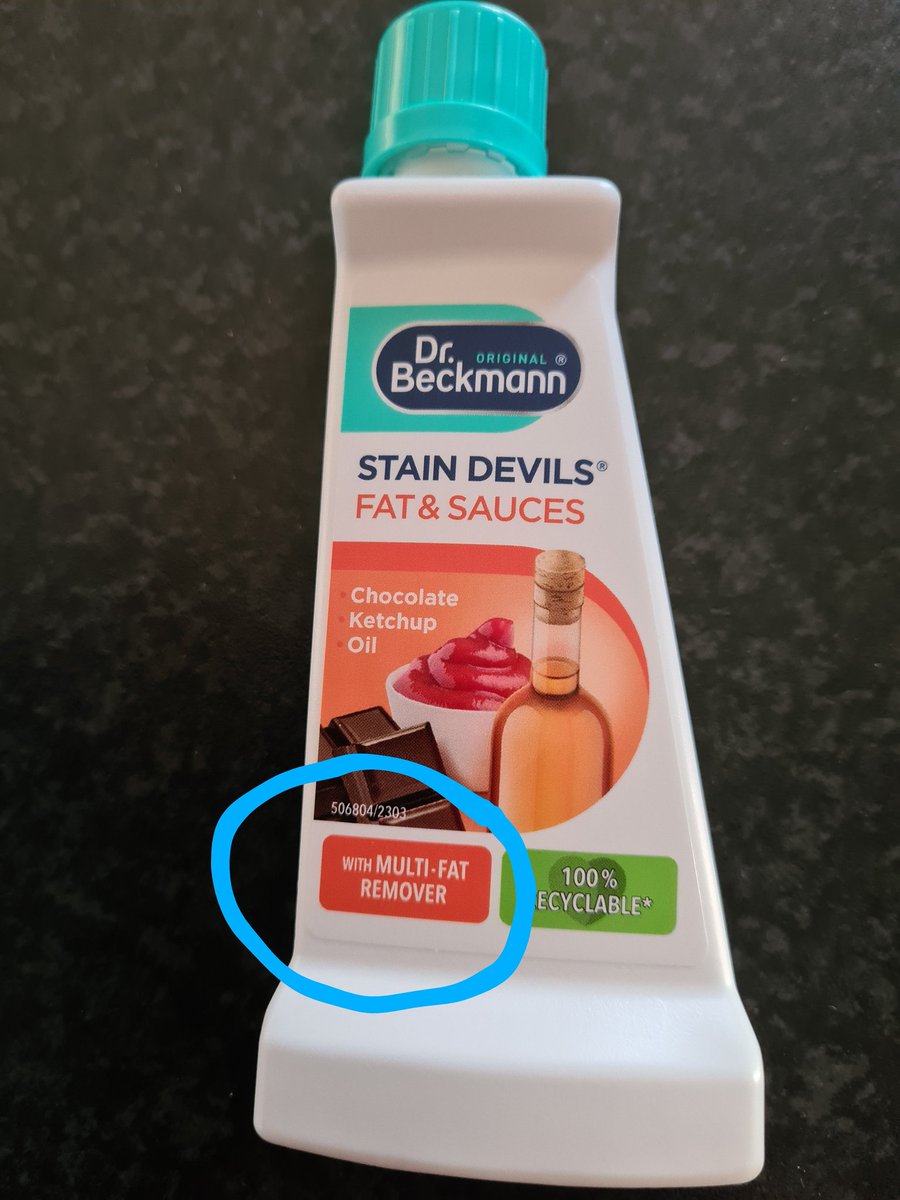 Dr. ORIGINAL ®
Beckmann
STAIN DEVILS®
FAT & SAUCES
• Chocolate
• Ketchup
• Oil
506804/2303
WITH MULTI-FAT
REMOVER
100%
RECYCLABLE*